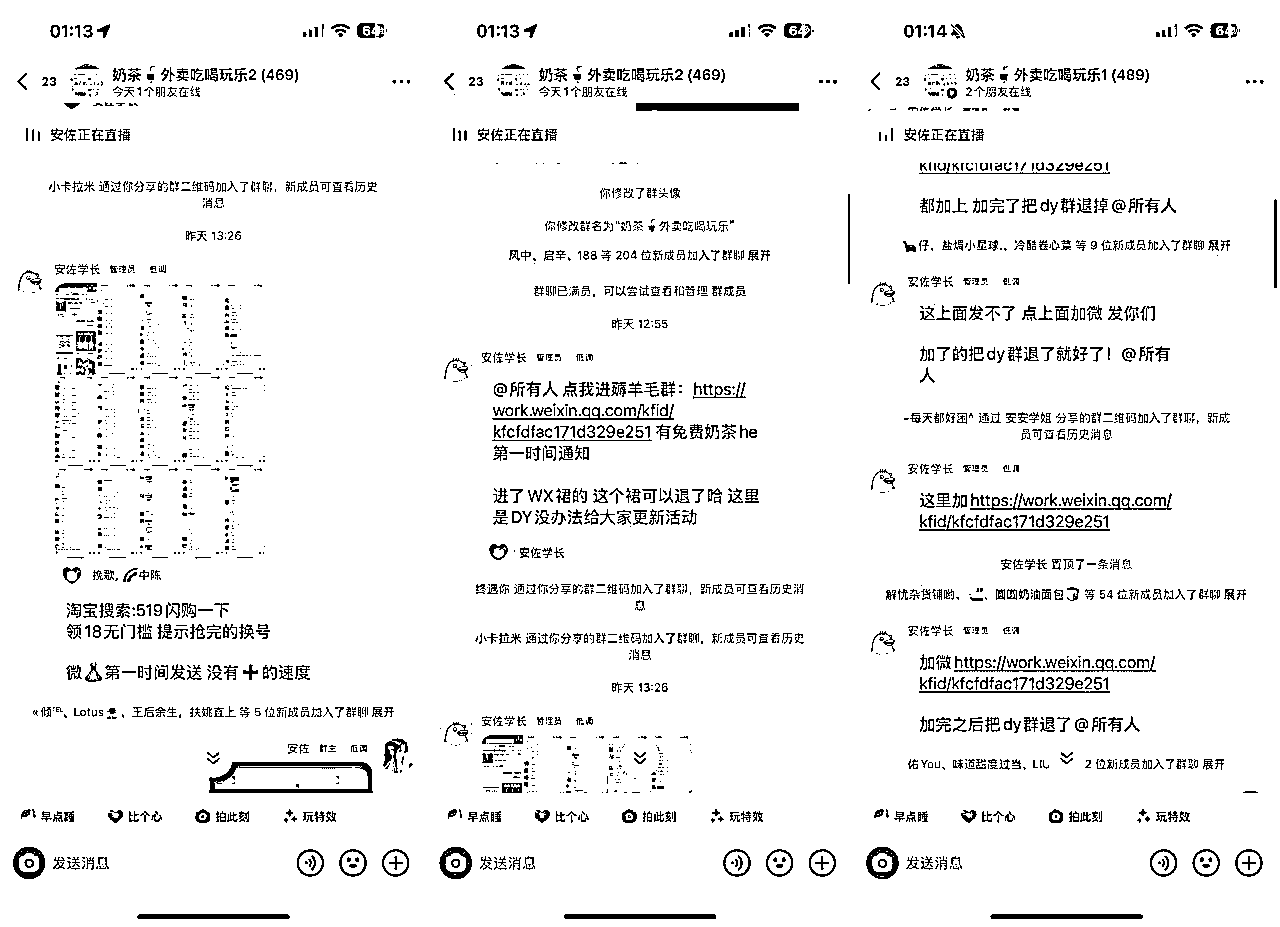 01:13
64
23
奶茶🧋外卖吃喝玩乐2 (469)
今天1个朋友在线
安佐正在直播
小卡拉米 通过你分享的群二维码加入了群聊，新成员可查看历史
消息
昨天 13:26
安佐学长 管理员 低调
挽歌, 🌈中陈
淘宝搜索:519闪购一下
领18无门槛 提示抢完的换号
微 第一时间发送 没有➕的速度
Lotus 、王后余生，扶姚直上 等 5 位新成员加入了群聊 展开
安佐 群主 低调
早点睡
比个心
拍此刻
玩特效
发送消息
01:13
64
23
奶茶🧋外卖吃喝玩乐2 (469)
今天1个朋友在线
安佐正在直播
你修改了群头像
你修改群名为“奶茶🧋外卖吃喝玩乐”
风中、启辛、188 等 204 位新成员加入了群聊 展开
群聊已满员，可以尝试查看和管理 群成员
昨天 12:55
安佐学长 管理员 低调
@所有人 点我进薅羊毛群：https://
work.weixin.qq.com/kfid/
kfcfdfac171d329e251 有免费奶茶he
第一时间通知
进了WX裙的 这个裙可以退了哈 这里
是DY没办法给大家更新活动
安佐学长
终遇你 通过你分享的群二维码加入了群聊，新成员可查看历史消
息
小卡拉米 通过你分享的群二维码加入了群聊，新成员可查看历史
消息
昨天 13:26
安佐学长 管理员 低调
早点睡
比个心
拍此刻
玩特效
发送消息
01:14
64
23
奶茶🧋外卖吃喝玩乐1 (489)
2个朋友在线
安佐学长 管理员 低调
安佐正在直播
kfid/kfcfdfac171d329e251
都加上 加完了把dy群退掉@所有人
仔、盐焗小星球.、冷酷卷心菜 等 9 位新成员加入了群聊 展开
安佐学长 管理员 低调
这上面发不了 点上面加微 发你们
加了的把dy群退了就好了！@所有
人
-每天都好困^ 通过 安安学姐 分享的群二维码加入了群聊，新成
员可查看历史消息
安佐学长 管理员 低调
这里加https://work.weixin.qq.com/
kfid/kfcfdfac171d329e251
安佐学长 置顶了一条消息
解忧杂货铺哟、 、圆圆奶油面包 等 54 位新成员加入了群聊 展开
安佐学长 管理员 低调
加微https://work.weixin.qq.com/
kfid/kfcfdfac171d329e251
加完之后把dy群退了@所有人
佑You、味道甜度过当、 2 位新成员加入了群聊 展开
早点睡
比个心
拍此刻
玩特效
发送消息